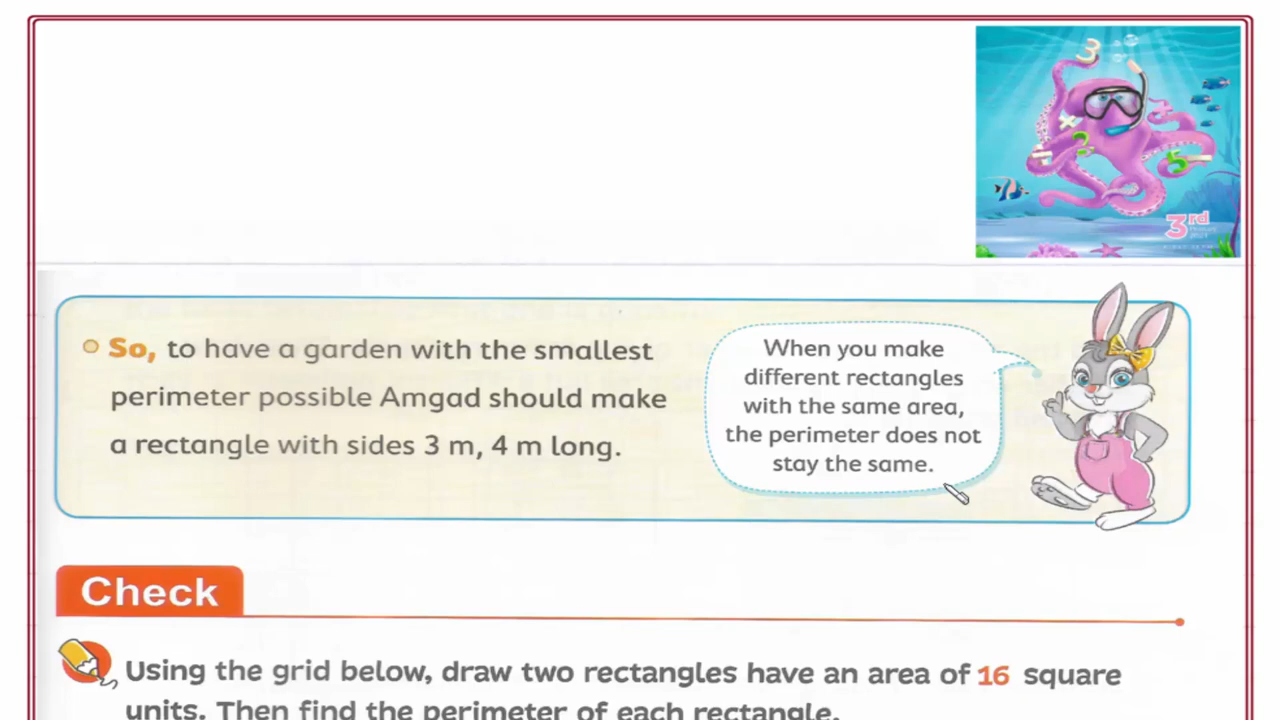 3
2
5
3rd
So, to have a garden with the smallest
perimeter possible Amgad should make
a rectangle with sides 3 m, 4 m long.
When you make
different rectangles
with the same area,
the perimeter does not
stay the same.
Check
Using the grid below, draw two rectangles have an area of 16 square
units. Then find the perimeter of each rectangle.